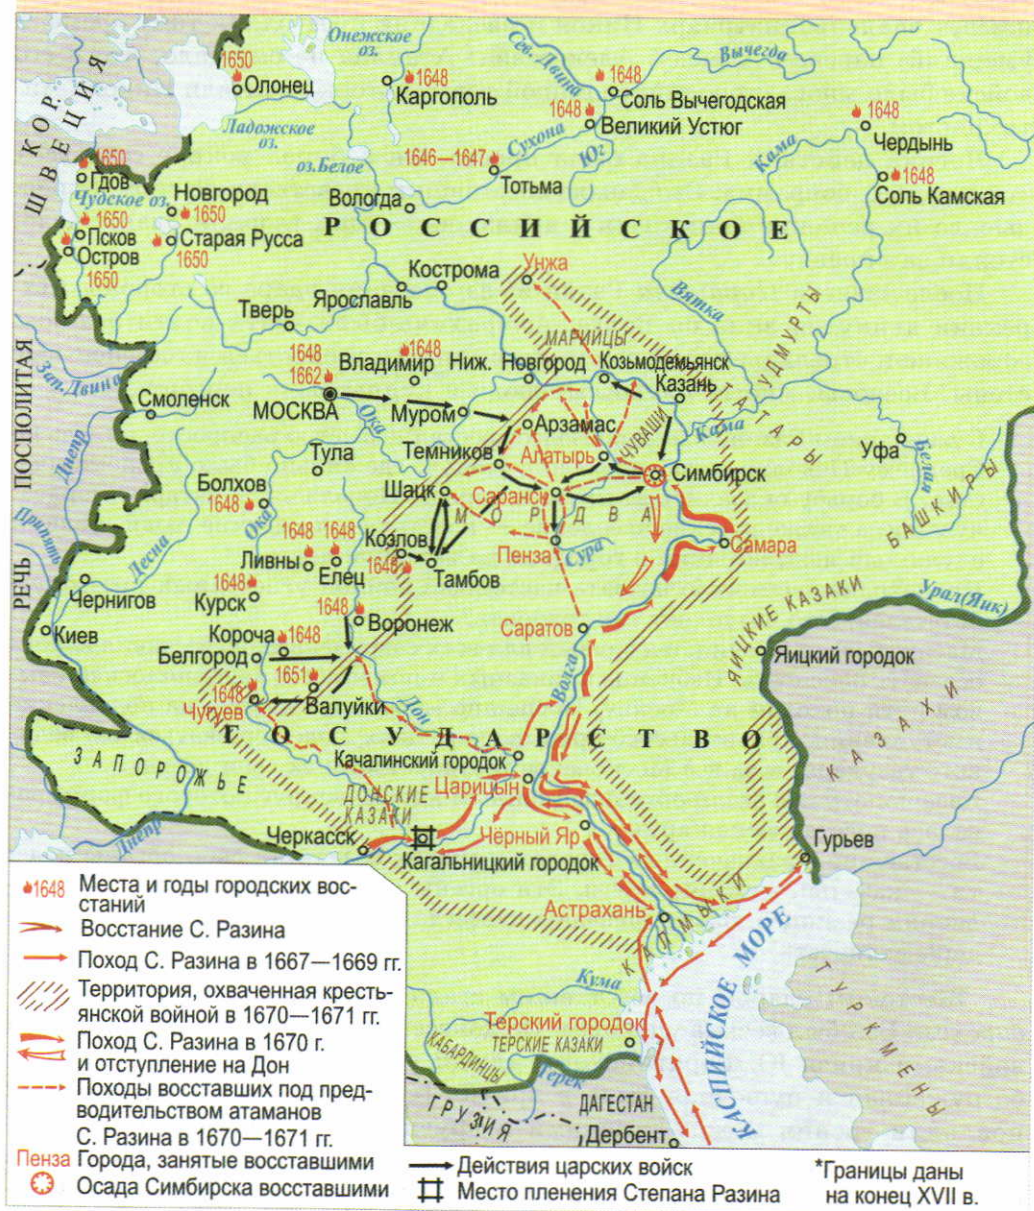 Онежское
оз.
Сев. Двина
Вычегда
1650
Олонец
1648
Каргополь
1648
Соль Вычегодская
1648
Великий Устюг
КОР.
ШВЕЦИЯ
Ладожское
оз.
оз.Белое
1646—1647
Сухона
Юг
Тотьма
Кама
1648
Чердынь
1648
Соль Камская
1650
Гдов
Чудское оз.
Новгород
1650
Вологда
1650
Псков
Остров
1650
Старая Русса
1650
РОССИЙСКОЕ
Кострома
Унжа
Ярославль
Тверь
Вятка
МАРИЙЦЫ
УДМУРТЫ
РЕЧЬ ПОСПОЛИТАЯ
Зап.Двина
1648
1662
МОСКВА
Владимир
1648
Ниж. Новгород
Козьмодемьянск
Казань
ТАТАРЫ
Смоленск
Муром
Ока
Арзамас
ЧУВАШИ
Кама
Днепр
Тула
Темников
Алатырь
Симбирск
Уфа
Белая
Болхов
1648
Ока
Шацк
Саранск
МОРДВА
БАШКИРЫ
Припять
Десна
Козлов
1648
Тамбов
Пенза
Сура
Самара
1648
1648
Ливны
Елец
Чернигов
1648
Курск
Урал(Яик)
Киев
1648
Воронеж
Саратов
ЯИЦКИЕ КАЗАКИ
Короча
1648
Белгород
Яицкий городок
1651
Валуйки
1648
Чугуев
Дон
Волга
КАЗАХИ
ГОСУДАРСТВО
ЗАПОРОЖЬЕ
Качалинский городок
Царицын
ДОНСКИЕ
КАЗАКИ
Днепр
Черкасск
Чёрный Яр
Кагальницкий городок
Гурьев
Астрахань
КАЛМЫКИ
КАСПИЙСКОЕ МОРЕ
Кума
ТУРКМЕНЫ
Терский городок
ТЕРСКИЕ КАЗАКИ
КАБАРДИНЦЫ
Терек
ГРУЗИЯ
ДАГЕСТАН
Дербент
1648 Места и годы городских вос-
станий
Восстание С. Разина
Поход С. Разина в 1667—1669 гг.
Территория, охваченная кресть-
янской войной в 1670—1671 гг.
Поход С. Разина в 1670 г.
и отступление на Дон
Походы восставших под пред-
водительством атаманов
С. Разина в 1670—1671 гг.
Пенза Города, занятые восставшими
Осада Симбирска восставшими
Действия царских войск
Место пленения Степана Разина
*Границы даны
на конец XVII в.